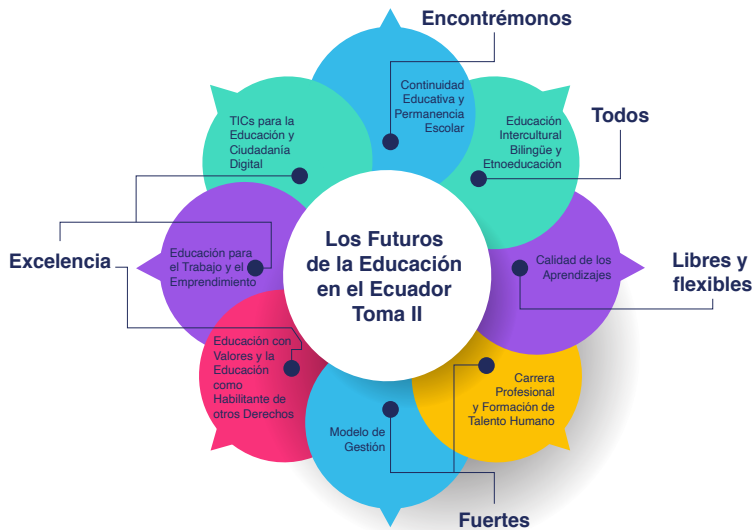 Encontrémonos
Continuidad
Educativa y
Permanencia
Escolar
TICs para la
Educación y
Ciudadanía
Digital
Educación
Intercultural
Bilingüe y
Etnoeducación
Todos
Excelencia
Educación para
el Trabajo y el
Emprendimiento
Los Futuros
de la Educación
en el Ecuador
Toma II
Calidad de los
Aprendizajes
Libres y
flexibles
Educación con
Valores y la
Educación
como
Habilitante de
otros Derechos
Modelo de
Gestión
Carrera
Profesional
y Formación de
Talento Humano
Fuertes